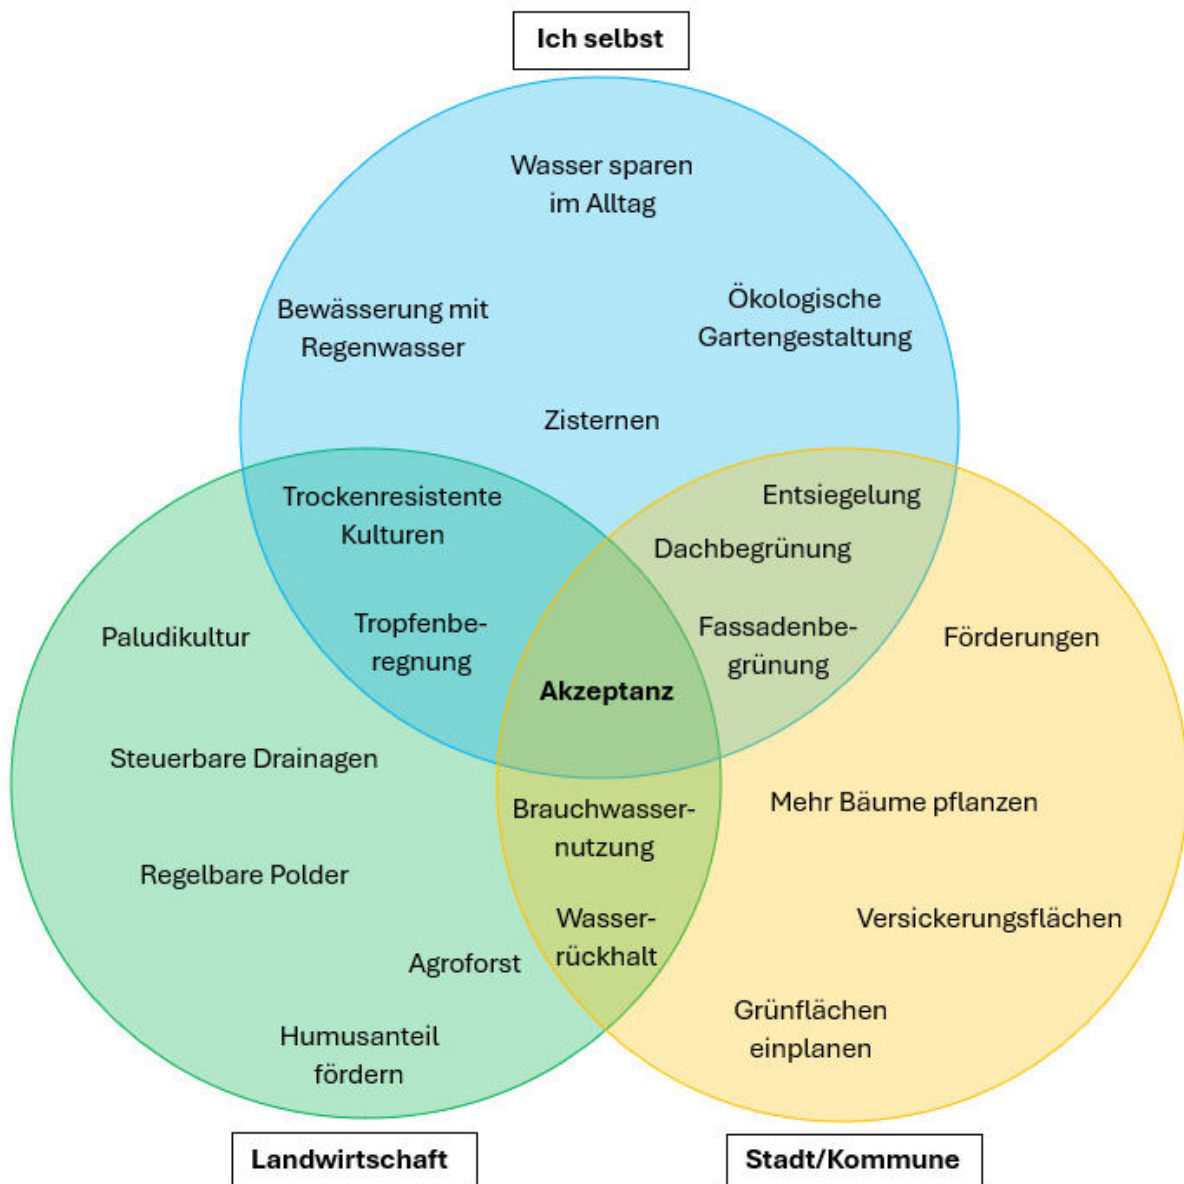 Ich selbst
Wasser sparen
im Alltag
Ökologische
Gartengestaltung
Bewässerung mit
Regenwasser
Zisternen
Trockenresistente
Kulturen
Entsiegelung
Dachbegrünung
Tropfenbe-
regnung
Fassadenbe-
grünung
Paludikultur
Förderungen
Akzeptanz
Steuerbare Drainagen
Brauchwasser-
nutzung
Mehr Bäume pflanzen
Regelbare Polder
Wasser-
rückhalt
Versickerungsflächen
Agroforst
Grünflächen
einplanen
Humusanteil
fördern
Landwirtschaft
Stadt/Kommune